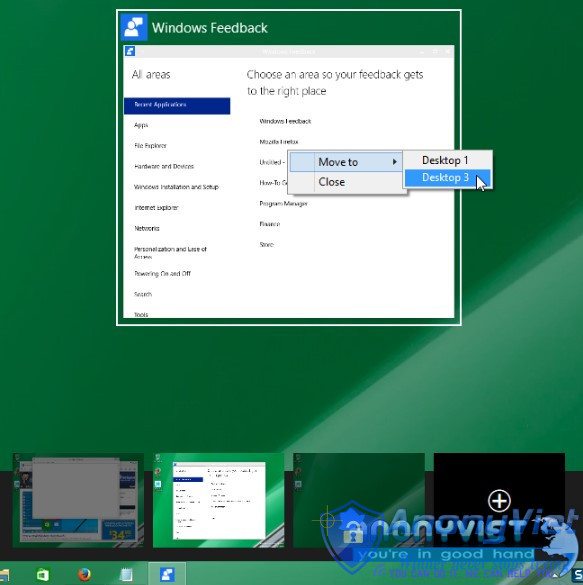 Windows Feedback
Windows Feedback
All areas
Recent Applications
Apps
File Explorer
Hardware and Devices
Windows Installation and Setup
Internet Explorer
Networks
Personalization and Ease of
Access
Powering On and Off
Search
Tools
Choose an area so your feedback gets
to the right place
Windows Feedback
Mozilla Firefox
Untitled -
How-To
Program Manager
Finance
Store
Move to
Close
Desktop 1
Desktop 3
AnonyViet
NONYVIET
you're in good hand